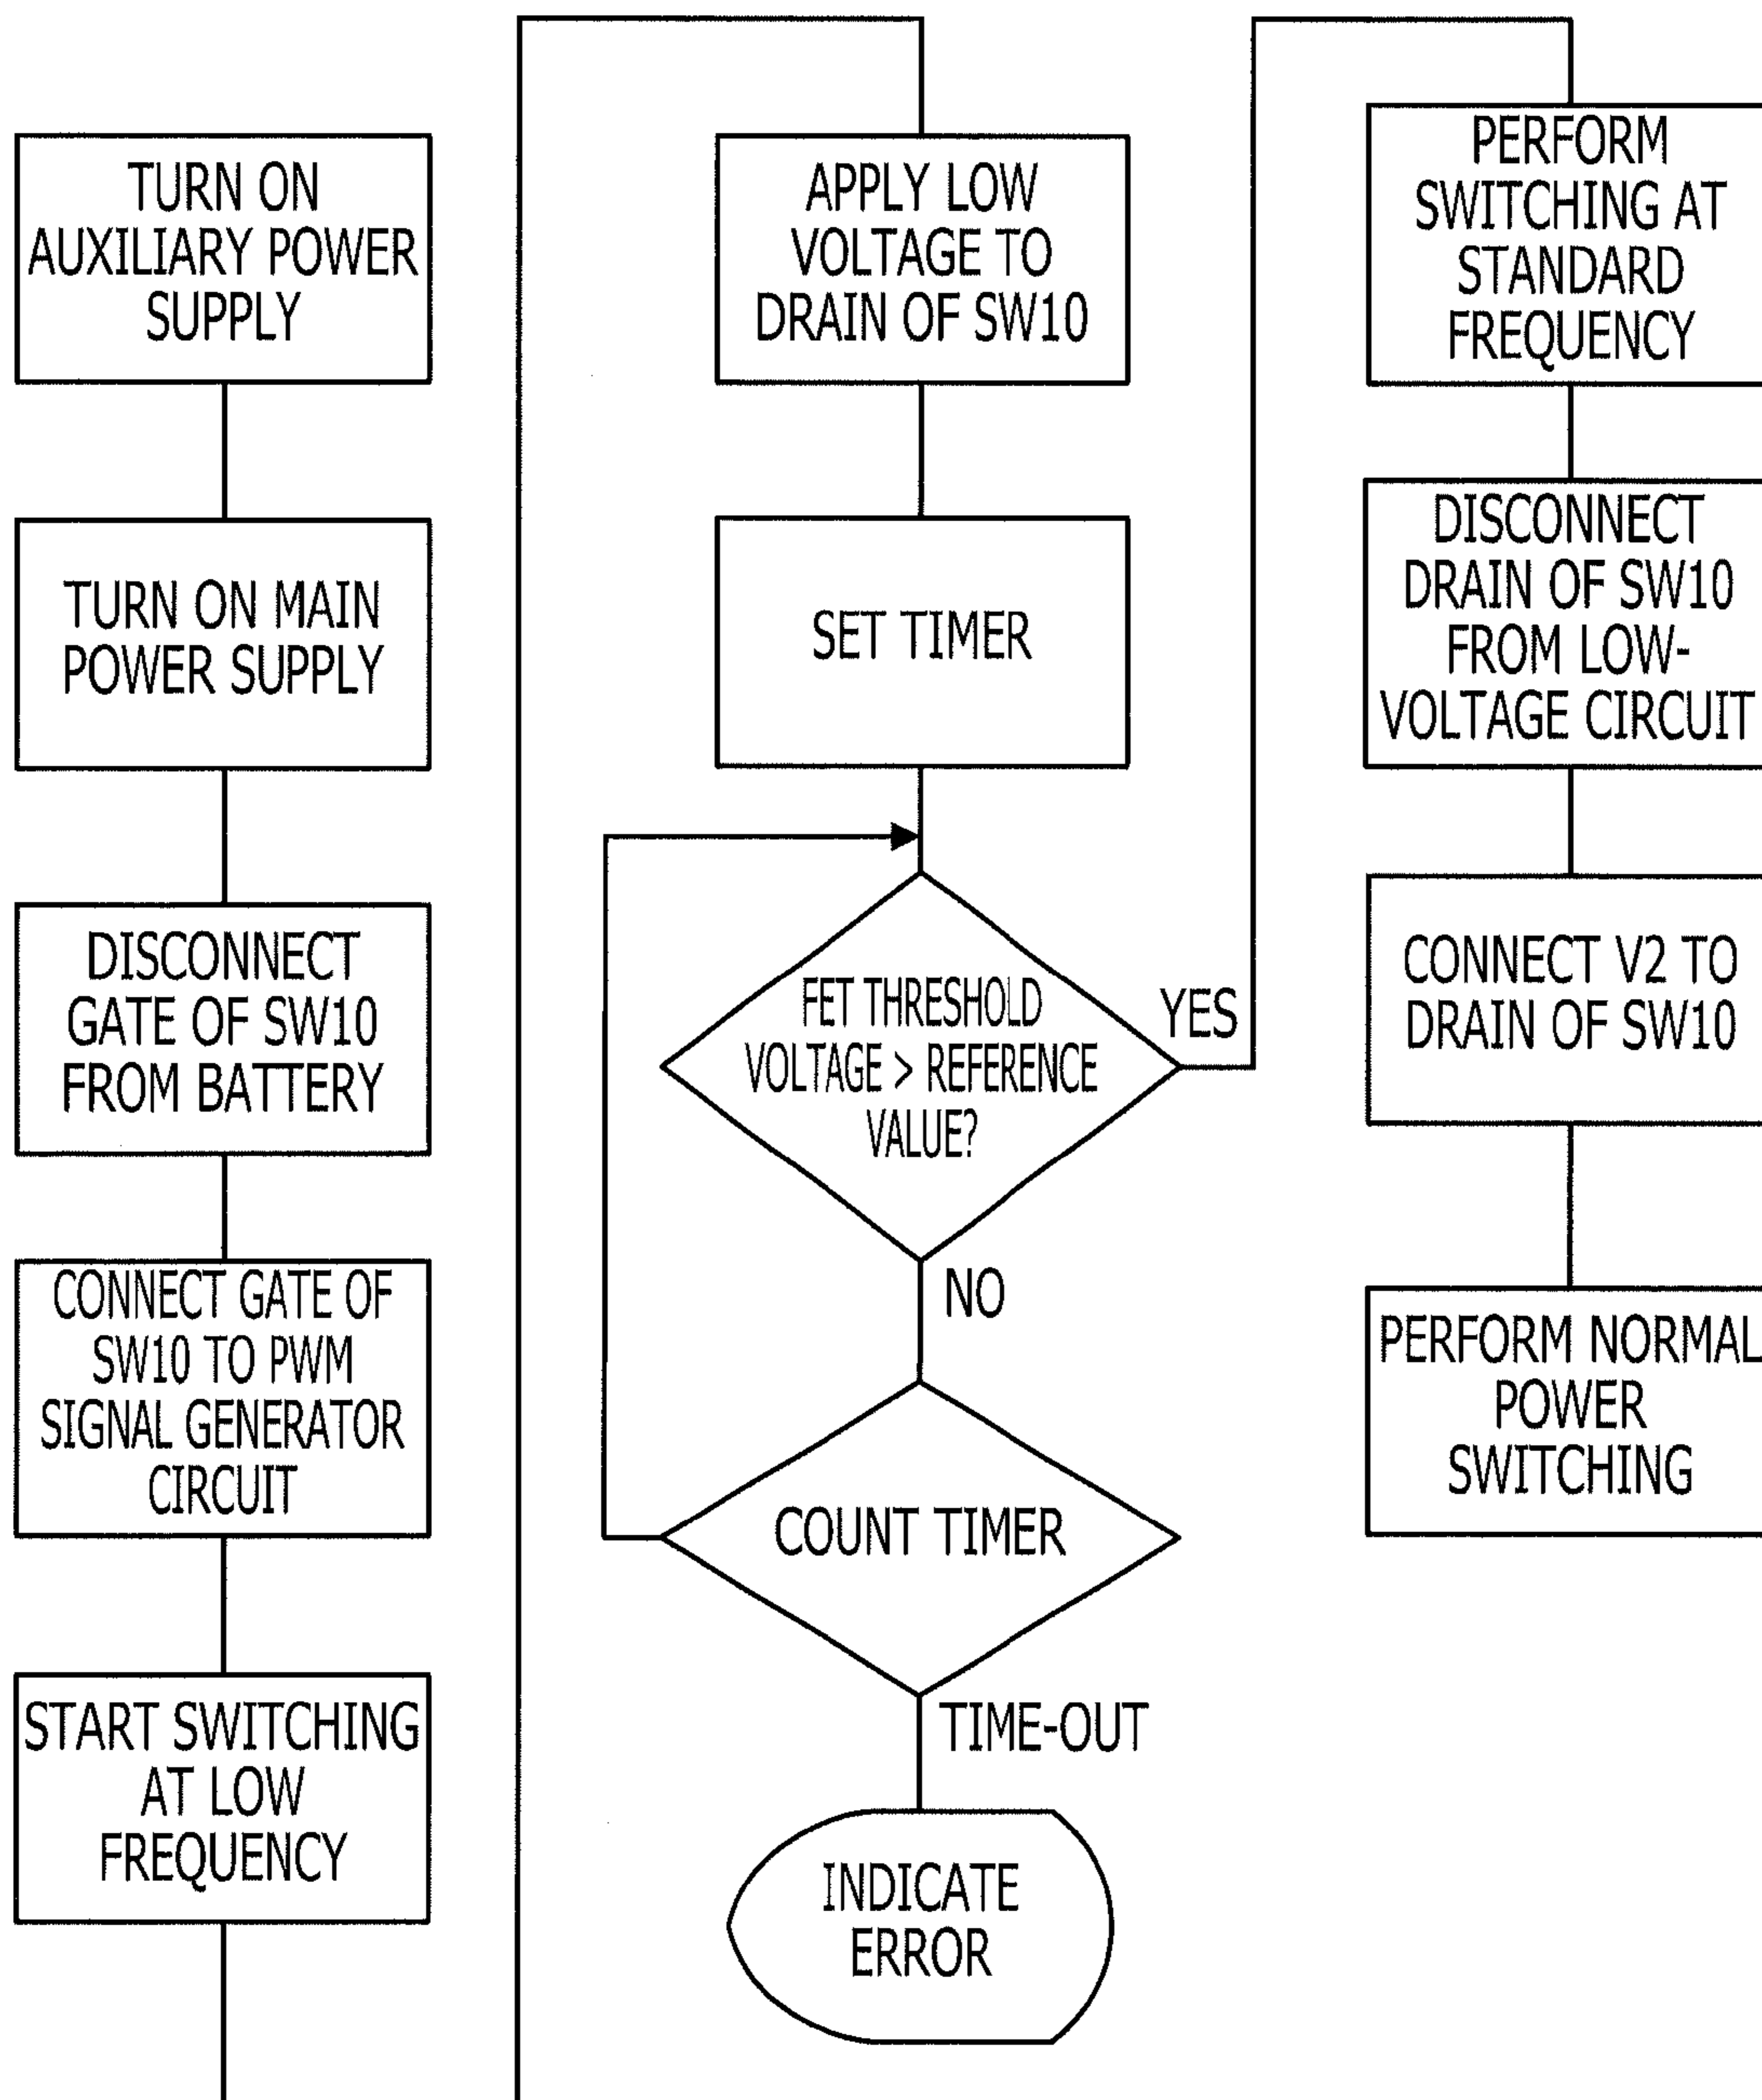 TURN ON
AUXILIARY POWER
SUPPLY
TURN ON MAIN
POWER SUPPLY
DISCONNECT
GATE OF SW10
FROM BATTERY
CONNECT GATE OF
SW10 TO PWM
SIGNAL GENERATOR
CIRCUIT
START SWITCHING
AT LOW
FREQUENCY
APPLY LOW
VOLTAGE TO
DRAIN OF SW10
SET TIMER
FET THRESHOLD
VOLTAGE > REFERENCE
VALUE?
YES
NO
COUNT TIMER
TIME-OUT
INDICATE
ERROR
PERFORM
SWITCHING AT
STANDARD
FREQUENCY
DISCONNECT
DRAIN OF SW10
FROM LOW-
VOLTAGE CIRCUIT
CONNECT V2 TO
DRAIN OF SW10
PERFORM NORMAL
POWER
SWITCHING